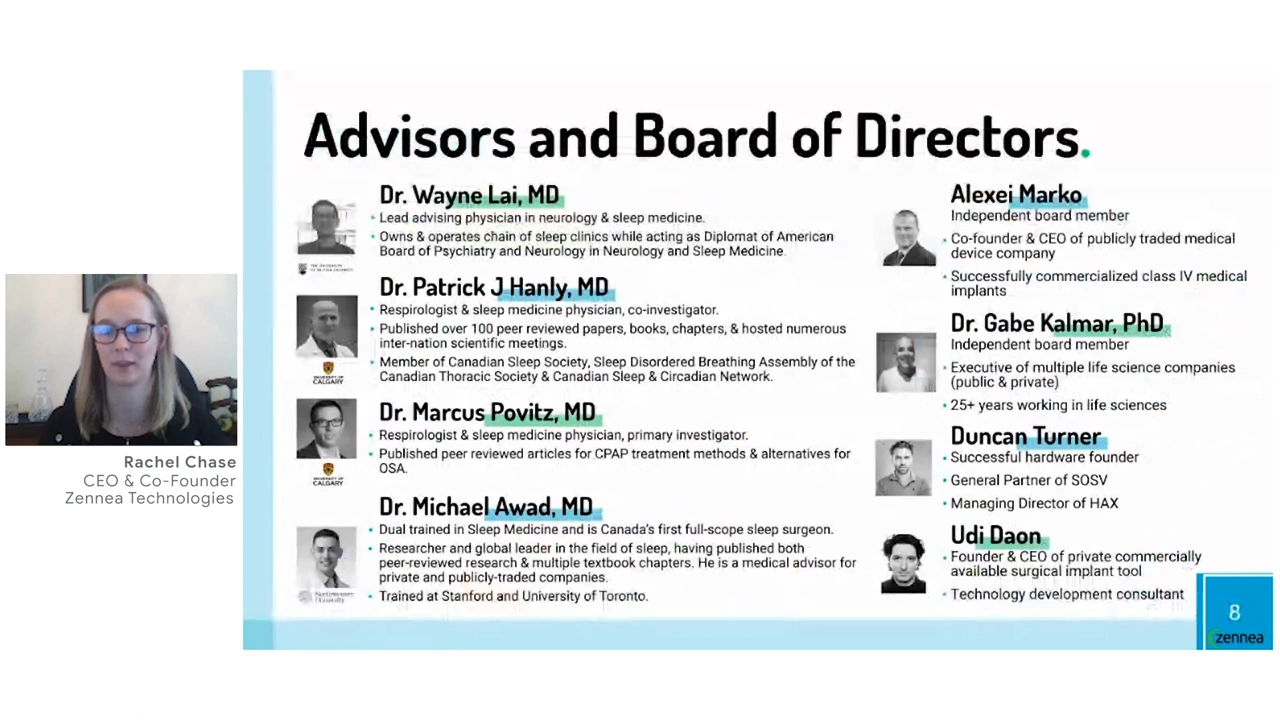 Advisors and Board of Directors.
Dr. Wayne Lai, MD
• Lead advising physician in neurology & sleep medicine.
• Owns & operates chain of sleep clinics while acting as Diplomat of American
Board of Psychiatry and Neurology in Neurology and Sleep Medicine.
Dr. Patrick J Hanly, MD
• Respirologist & sleep medicine physician, co-investigator.
• Published over 100 peer reviewed papers, books, chapters, & hosted numerous
inter-nation scientific meetings.
• Member of Canadian Sleep Society, Sleep Disordered Breathing Assembly of the
Canadian Thoracic Society & Canadian Sleep & Circadian Network.
UNIVERSITY OF
CALGARY
Dr. Marcus Povitz, MD
• Respirologist & sleep medicine physician, primary investigator.
• Published peer reviewed articles for CPAP treatment methods & alternatives for
OSA.
UNIVERSITY OF
CALGARY
Dr. Michael Awad, MD
• Dual trained in Sleep Medicine and is Canada's first full-scope sleep surgeon.
• Researcher and global leader in the field of sleep, having published both
peer-reviewed research & multiple textbook chapters. He is a medical advisor for
private and publicly-traded companies.
• Trained at Stanford and University of Toronto.
Northwestern
University
Alexei Marko
Independent board member
• Co-founder & CEO of publicly traded medical
device company
• Successfully commercialized class IV medical
implants
Dr. Gabe Kalmar, PhD
Independent board member
• Executive of multiple life science companies
(public & private)
• 25+ years working in life sciences
Duncan Turner
• Successful hardware founder
• General Partner of SOSV
• Managing Director of HAX
Udi Daon
• Founder & CEO of private commercially
available surgical implant tool
• Technology development consultant
8
zennea
Rachel Chase
CEO & Co-Founder
Zennea Technologies